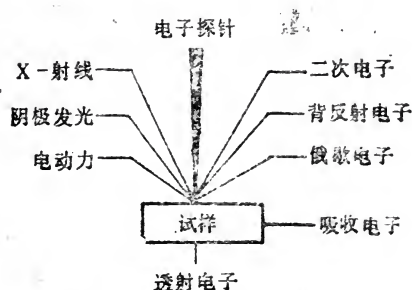 电子探针
X-射线
二次电子
阴极发光
背反射电子
电动力
俄歇电子
试样
吸收电子
透射电子